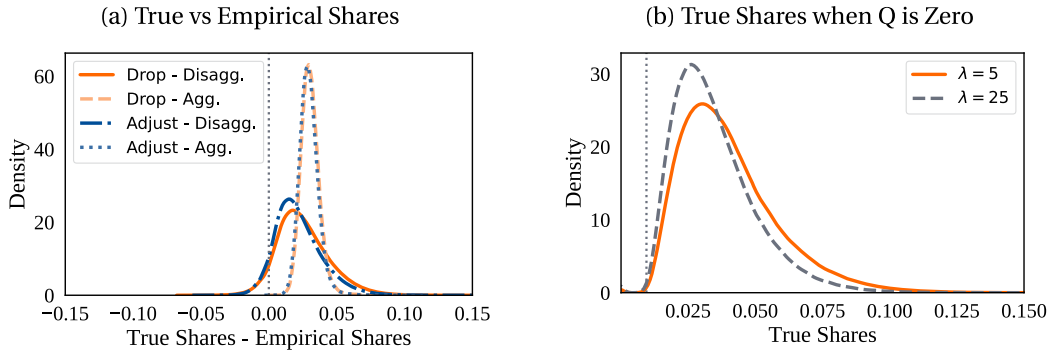 (a) True vs Empirical Shares
Density
60
40
20
0
Drop - Disagg.
Drop - Agg.
Adjust - Disagg.
Adjust - Agg.
−0.15 −0.10 −0.05 0.00 0.05 0.10 0.15
True Shares - Empirical Shares
(b) True Shares when Q is Zero
Density
30
20
10
0
λ = 5
λ = 25
0.025 0.050 0.075 0.100 0.150
True Shares